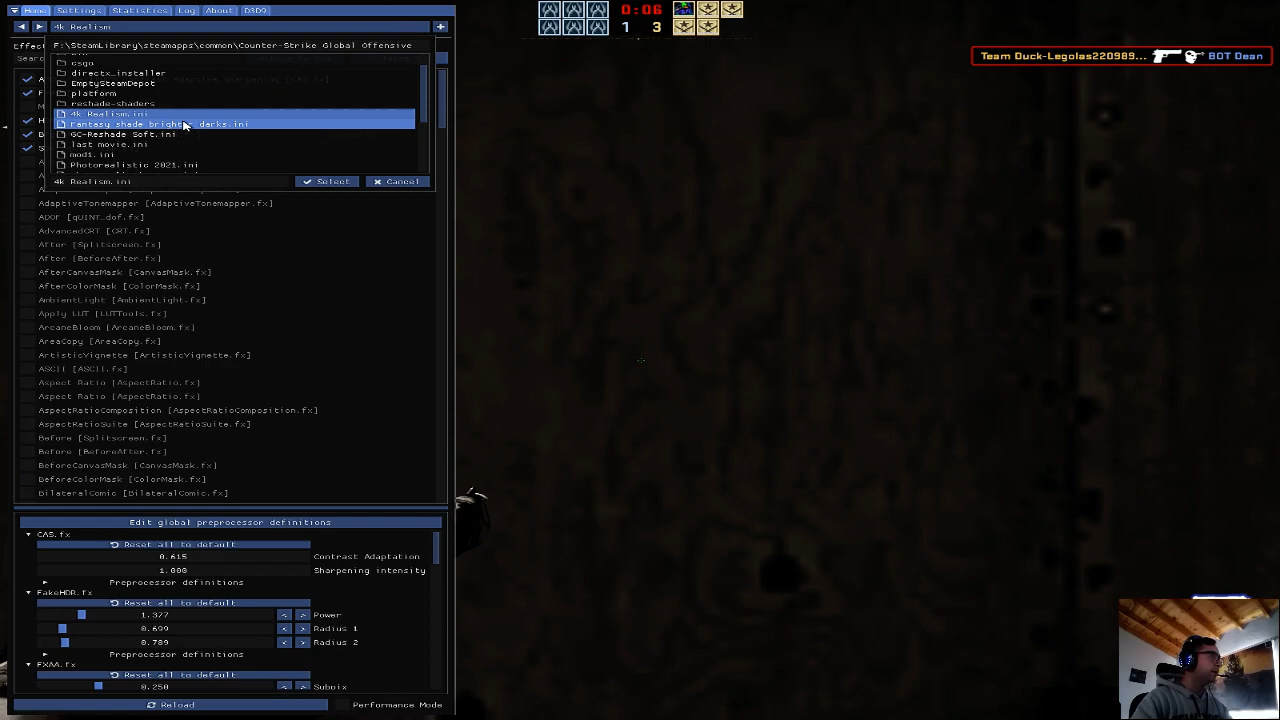 Home Settings Statistics Log About D3D9
4k Realism
F:\SteamLibrary\steamapps\common\Counter-Strike Global Offensive
csgo
directx_installer
EmptySteamDepot
platform
reshade-shaders
4k Realism.ini
Fantasy shade darks.ini
GC-Reshade Soft.ini
last movie.ini
mod1.ini
Photorealistic 2021.ini
4k Realism.ini Select Cancel
AdaptiveTonemapper [AdaptiveTonemapper.fx]
ADOF [qUINT_dof.fx]
AdvancedCRT [CRT.fx]
After [Splitscreen.fx]
After [BeforeAfter.fx]
AfterCanvasMask [CanvasMask.fx]
AfterColorMask [ColorMask.fx]
AmbientLight [AmbientLight.fx]
Apply LUT [LUTTools.fx]
ArcaneBloom [ArcaneBloom.fx]
AreaCopy [AreaCopy.fx]
ArtisticVignette [ArtisticVignette.fx]
ASCII [ASCII.fx]
Aspect Ratio [AspectRatio.fx]
Aspect Ratio [AspectRatio.fx]
AspectRatioComposition [AspectRatioComposition.fx]
AspectRatioSuite [AspectRatioSuite.fx]
Before [Splitscreen.fx]
Before [BeforeAfter.fx]
BeforeCanvasMask [CanvasMask.fx]
BeforeColorMask [ColorMask.fx]
BilateralComic [BilateralComic.fx]
Edit global preprocessor definitions
CAS.fx
Reset all to default
0.615 Contrast Adaptation
1.000 Sharpening intensity
Preprocessor definitions
FakeHDR.fx
Reset all to default
1.377 < > Power
0.699 < > Radius 1
0.789 < > Radius 2
Preprocessor definitions
FXAA.fx
Reset all to default
0.250 Subpix
Reload Performance Mode
0:06
1 3
Team Duck-Legolas220989... BOT Dean